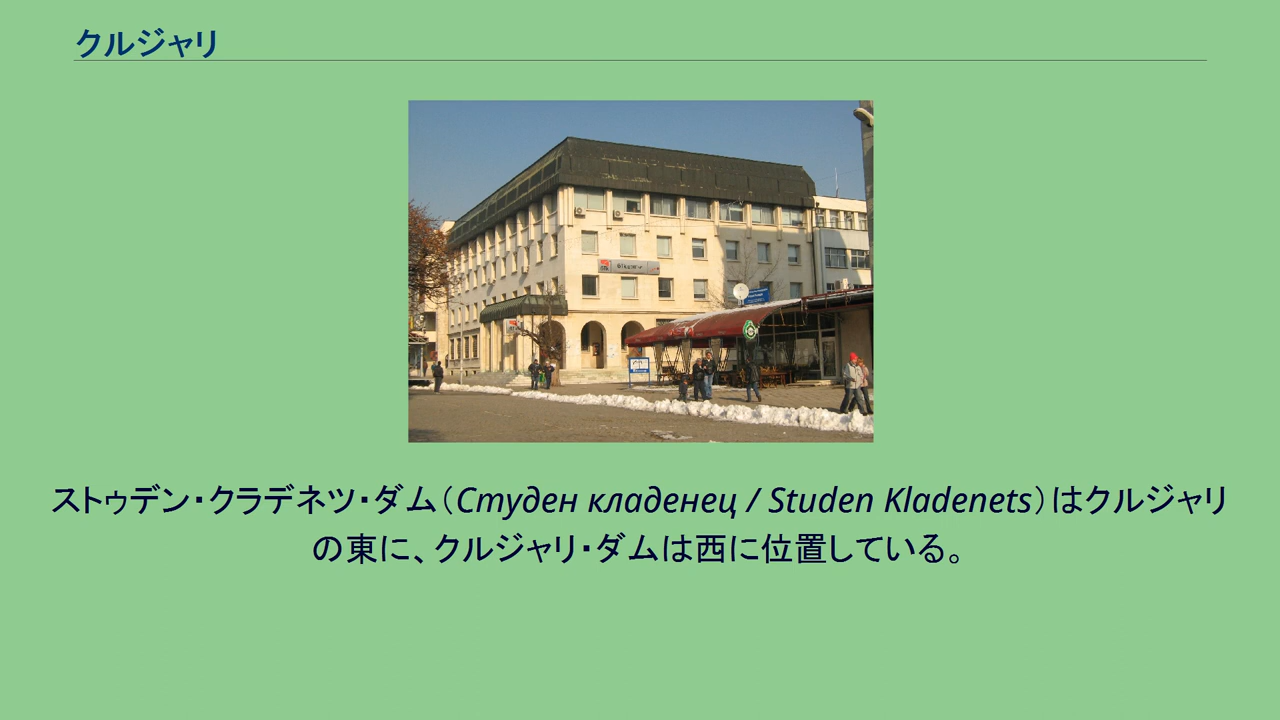 クルジャリ
ストゥデン・クラデネツ・ダム（Студен кладенец / Studen Kladenets）はクルジャリ
の東に、クルジャリ・ダムは西に位置している。